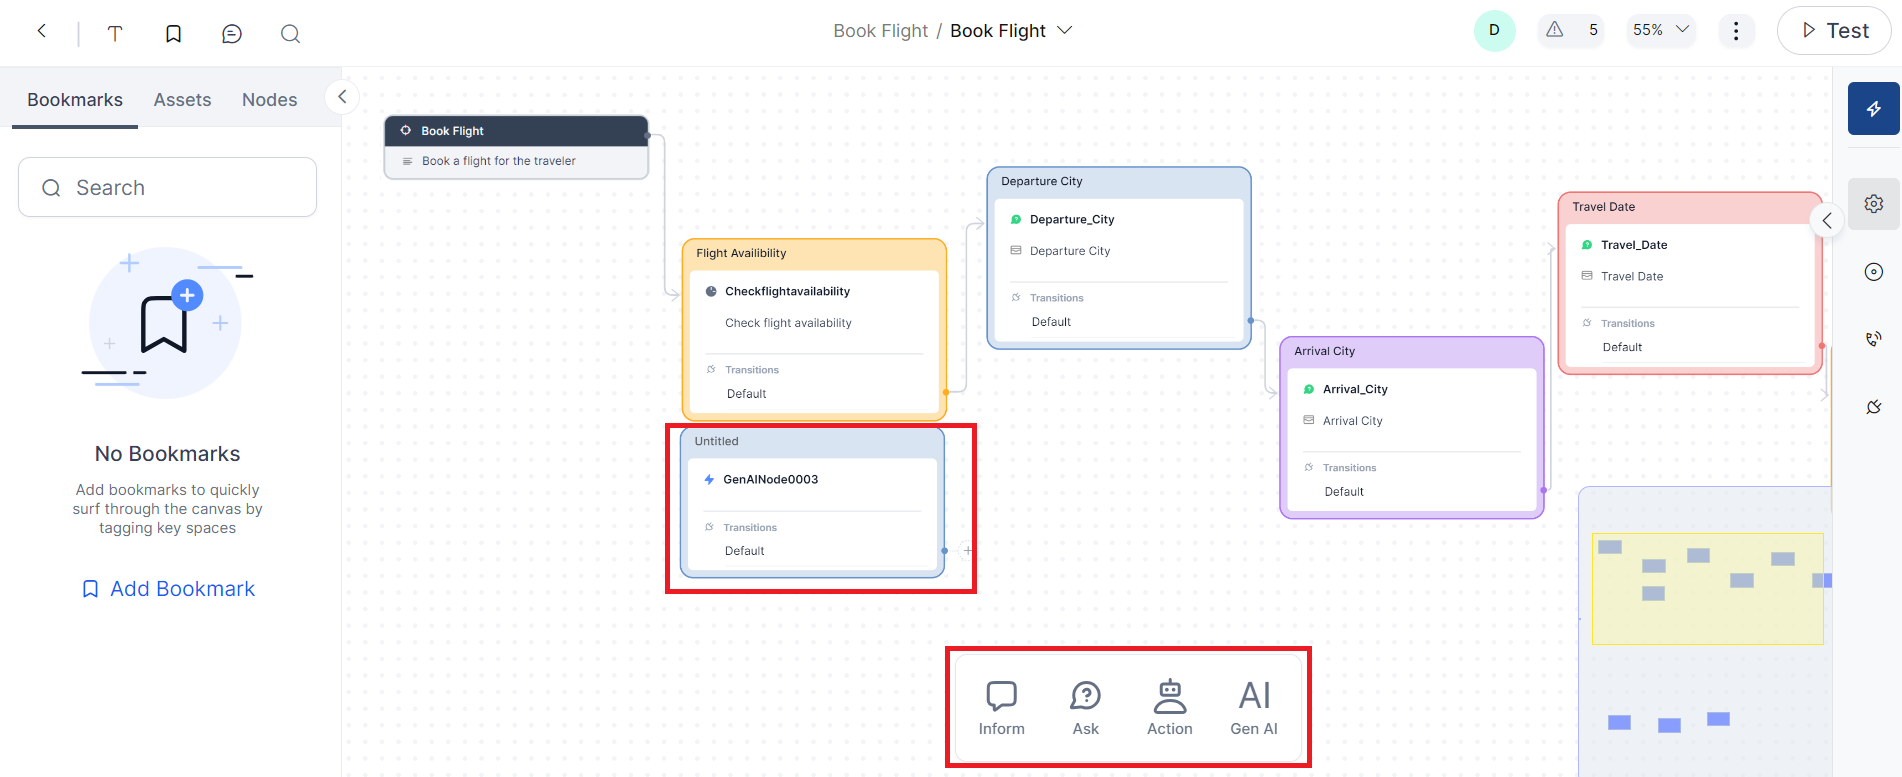 Book Flight / Book Flight
D
5
55%
Test
Bookmarks
Assets
Nodes
Search
No Bookmarks
Add bookmarks to quickly
surf through the canvas by
tagging key spaces
Add Bookmark
Book Flight
Book a flight for the traveler
Flight Availibility
Checkflightavailability
Check flight availability
Transitions
Default
Untitled
GenAINode0003
Transitions
Default
Departure City
Departure_City
Departure City
Transitions
Default
Arrival City
Arrival_City
Arrival City
Transitions
Default
Travel Date
Travel_Date
Travel Date
Transitions
Default
Inform
Ask
Action
AI
Gen AI